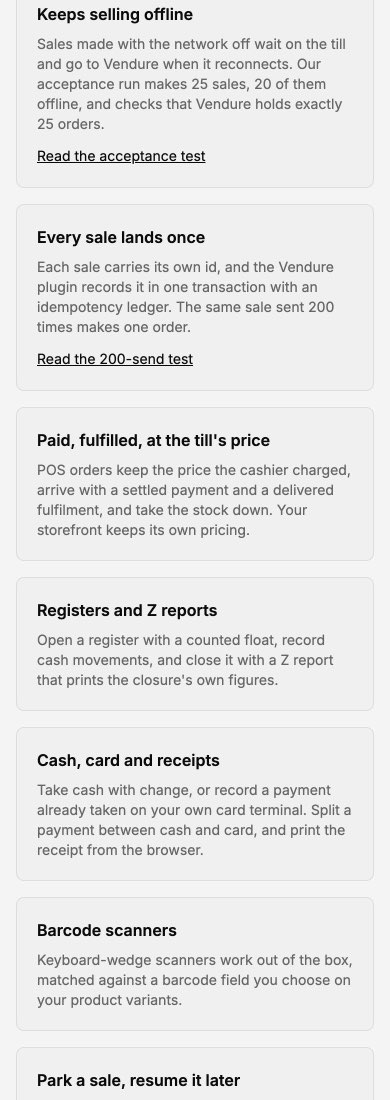 Keeps selling offline
Sales made with the network off wait on the till
and go to Vendure when it reconnects. Our
acceptance run makes 25 sales, 20 of them
offline, and checks that Vendure holds exactly
25 orders.
Read the acceptance test
Every sale lands once
Each sale carries its own id, and the Vendure
plugin records it in one transaction with an
idempotency ledger. The same sale sent 200
times makes one order.
Read the 200-send test
Paid, fulfilled, at the till's price
POS orders keep the price the cashier charged,
arrive with a settled payment and a delivered
fulfilment, and take the stock down. Your
storefront keeps its own pricing.
Registers and Z reports
Open a register with a counted float, record
cash movements, and close it with a Z report
that prints the closure's own figures.
Cash, card and receipts
Take cash with change, or record a payment
already taken on your own card terminal. Split a
payment between cash and card, and print the
receipt from the browser.
Barcode scanners
Keyboard-wedge scanners work out of the box,
matched against a barcode field you choose on
your product variants.
Park a sale, resume it later